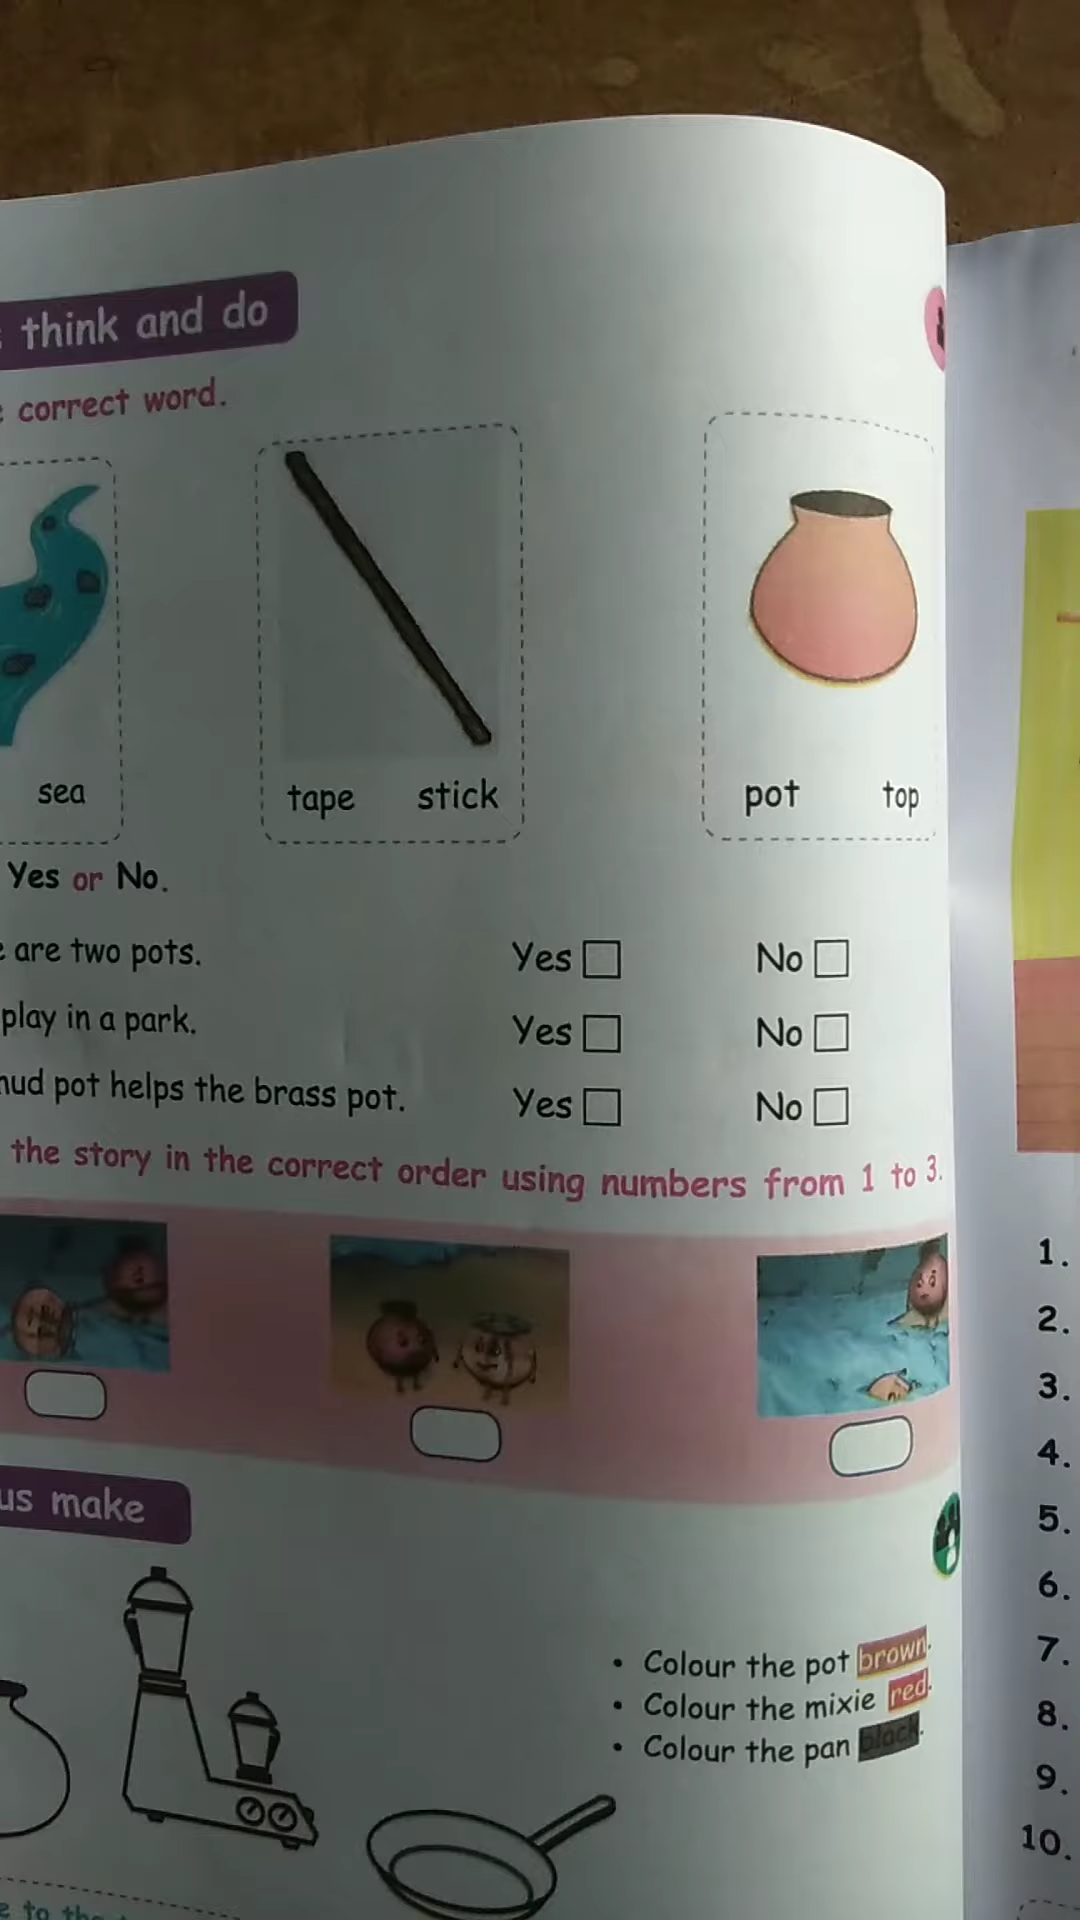 think and do
correct word.
sea
tape stick
pot top
Yes or No.
are two pots. Yes No
play in a park. Yes No
mud pot helps the brass pot. Yes No
the story in the correct order using numbers from 1 to 3.
us make
• Colour the pot brown.
• Colour the mixie red.
• Colour the pan black.
to
1.
2.
3.
4.
5.
6.
7.
8.
9.
10.